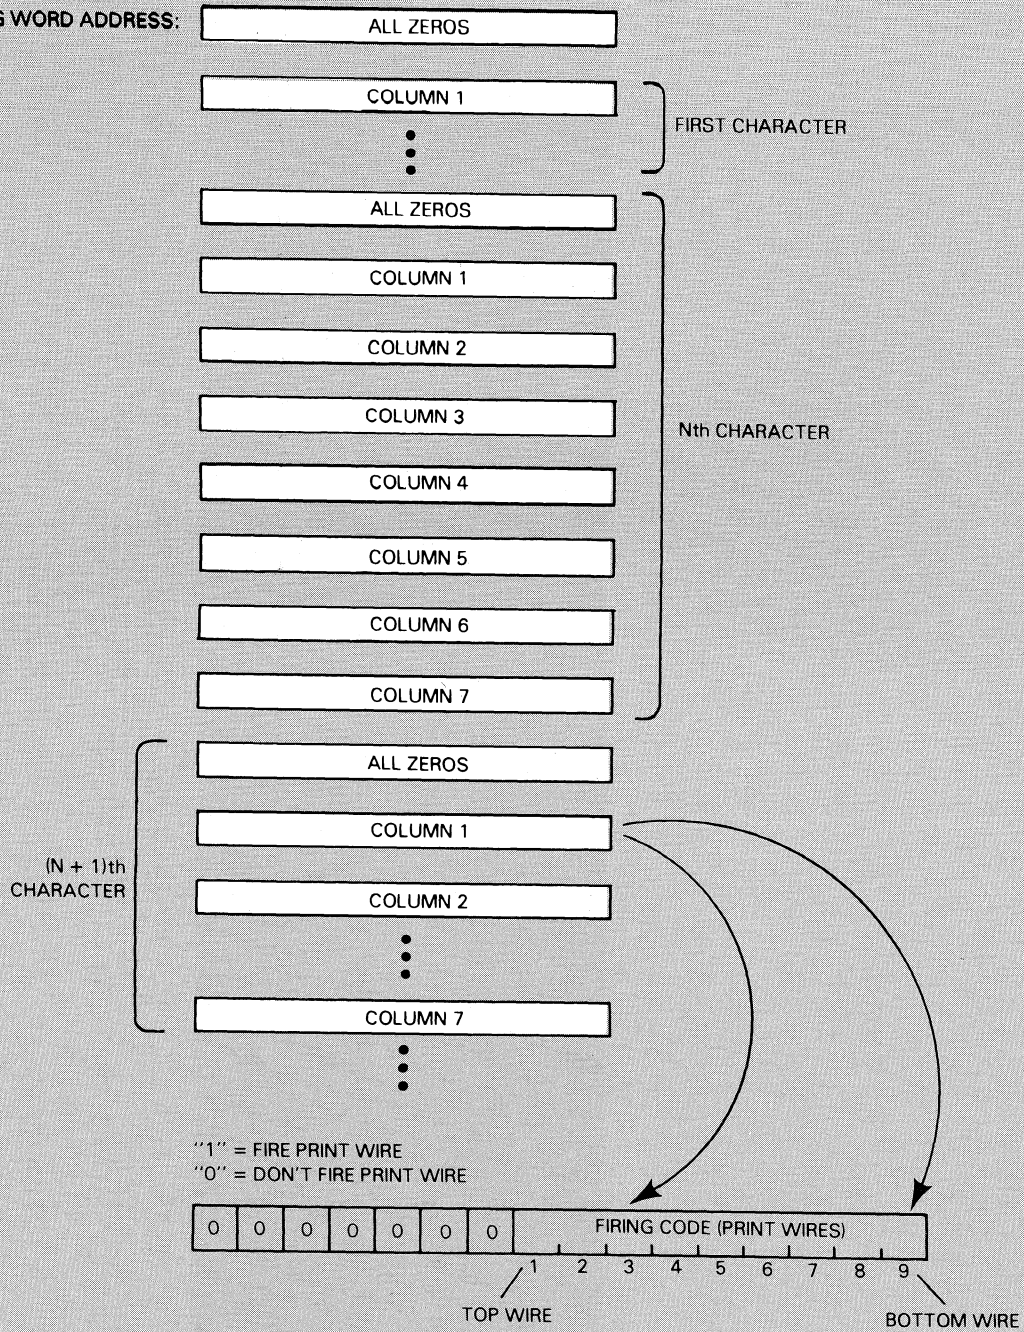 WORD ADDRESS:
ALL ZEROS
COLUMN 1
FIRST CHARACTER
ALL ZEROS
COLUMN 1
COLUMN 2
COLUMN 3
Nth CHARACTER
COLUMN 4
COLUMN 5
COLUMN 6
COLUMN 7
ALL ZEROS
COLUMN 1
(N + 1)th
CHARACTER
COLUMN 2
COLUMN 7
"1" = FIRE PRINT WIRE
"0" = DON'T FIRE PRINT WIRE
0 0 0 0 0 0 0 FIRING CODE (PRINT WIRES)
1 2 3 4 5 6 7 8 9
TOP WIRE
BOTTOM WIRE